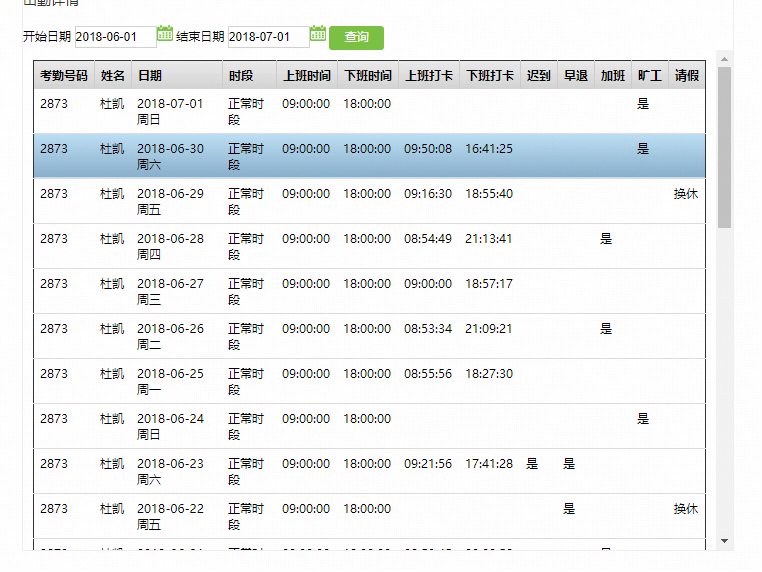 出勤详情
开始日期 2018-06-01 结束日期 2018-07-01 查询
考勤号码 姓名 日期 时段 上班时间 下班时间 上班打卡 下班打卡 迟到 早退 加班 旷工 请假
2873 杜凯 2018-07-01 正常时 09:00:00 18:00:00 是
周日 段
2873 杜凯 2018-06-30 正常时 09:00:00 18:00:00 09:50:08 16:41:25 是
周六 段
2873 杜凯 2018-06-29 正常时 09:00:00 18:00:00 09:16:30 18:55:40 换休
周五 段
2873 杜凯 2018-06-28 正常时 09:00:00 18:00:00 08:54:49 21:13:41 是
周四 段
2873 杜凯 2018-06-27 正常时 09:00:00 18:00:00 09:00:00 18:57:17
周三 段
2873 杜凯 2018-06-26 正常时 09:00:00 18:00:00 08:53:34 21:09:21 是
周二 段
2873 杜凯 2018-06-25 正常时 09:00:00 18:00:00 08:55:56 18:27:30
周一 段
2873 杜凯 2018-06-24 正常时 09:00:00 18:00:00 是
周日 段
2873 杜凯 2018-06-23 正常时 09:00:00 18:00:00 09:21:56 17:41:28 是 是
周六 段
2873 杜凯 2018-06-22 正常时 09:00:00 18:00:00 是 换休
周五 段